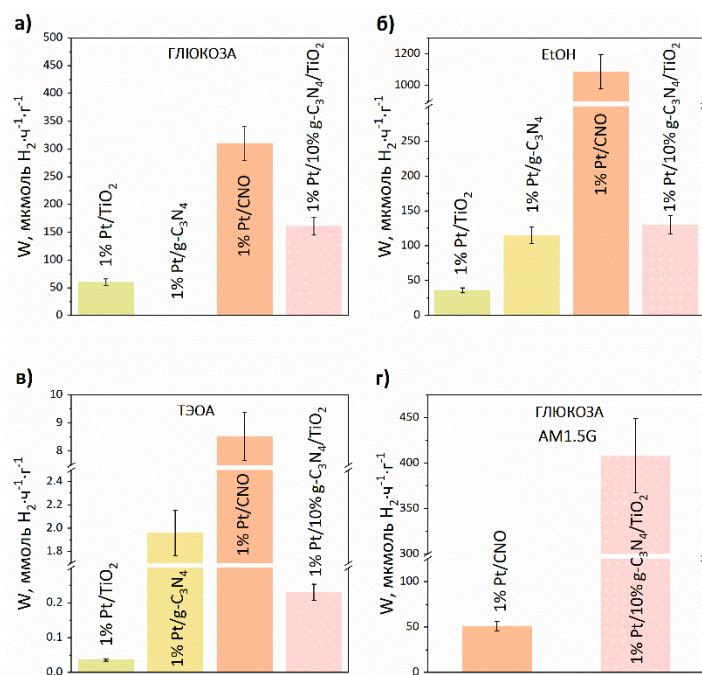 а)
ГЛЮКОЗА
W, мкмоль H₂·ч⁻¹·г⁻¹
500
450
400
350
300
250
200
150
100
50
0
1% Pt/TiO₂
1% Pt/g-C₃N₄
1% Pt/CNO
1% Pt/10% g-C₃N₄/TiO₂
б)
EtOH
W, мкмоль H₂·ч⁻¹·г⁻¹
1200
1000
250
200
150
100
50
0
1% Pt/TiO₂
1% Pt/g-C₃N₄
1% Pt/CNO
1% Pt/10% g-C₃N₄/TiO₂
в)
ТЭОА
W, ммоль H₂·ч⁻¹·г⁻¹
10
8
2.4
2.2
2.0
1.8
0.2
0.1
0.0
1% Pt/TiO₂
1% Pt/g-C₃N₄
1% Pt/CNO
1% Pt/10% g-C₃N₄/TiO₂
г)
ГЛЮКОЗА
AM1.5G
W, мкмоль H₂·ч⁻¹·г⁻¹
450
400
350
300
100
50
0
1% Pt/CNO
1% Pt/10% g-C₃N₄/TiO₂